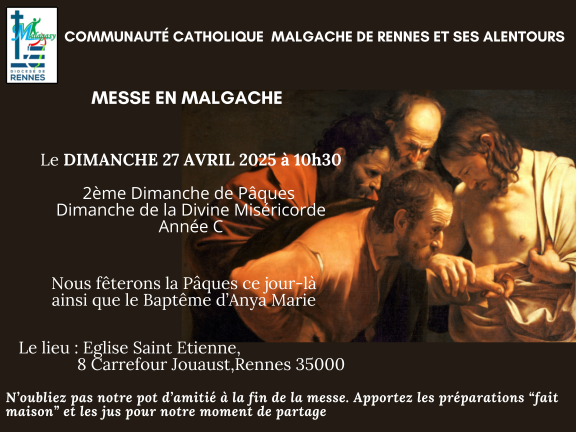 Malagasy
DIOCÈSE DE
RENNES
COMMUNAUTÉ CATHOLIQUE MALGACHE DE RENNES ET SES ALENTOURS
MESSE EN MALGACHE
Le DIMANCHE 27 AVRIL 2025 à 10h30
2ème Dimanche de Pâques
Dimanche de la Divine Miséricorde
Année C
Nous fêterons la Pâques ce jour-là
ainsi que le Baptême d'Anya Marie
Le lieu : Eglise Saint Etienne,
8 Carrefour Jouaust,Rennes 35000
N'oubliez pas notre pot d'amitié à la fin de la messe. Apportez les préparations "fait
maison" et les jus pour notre moment de partage